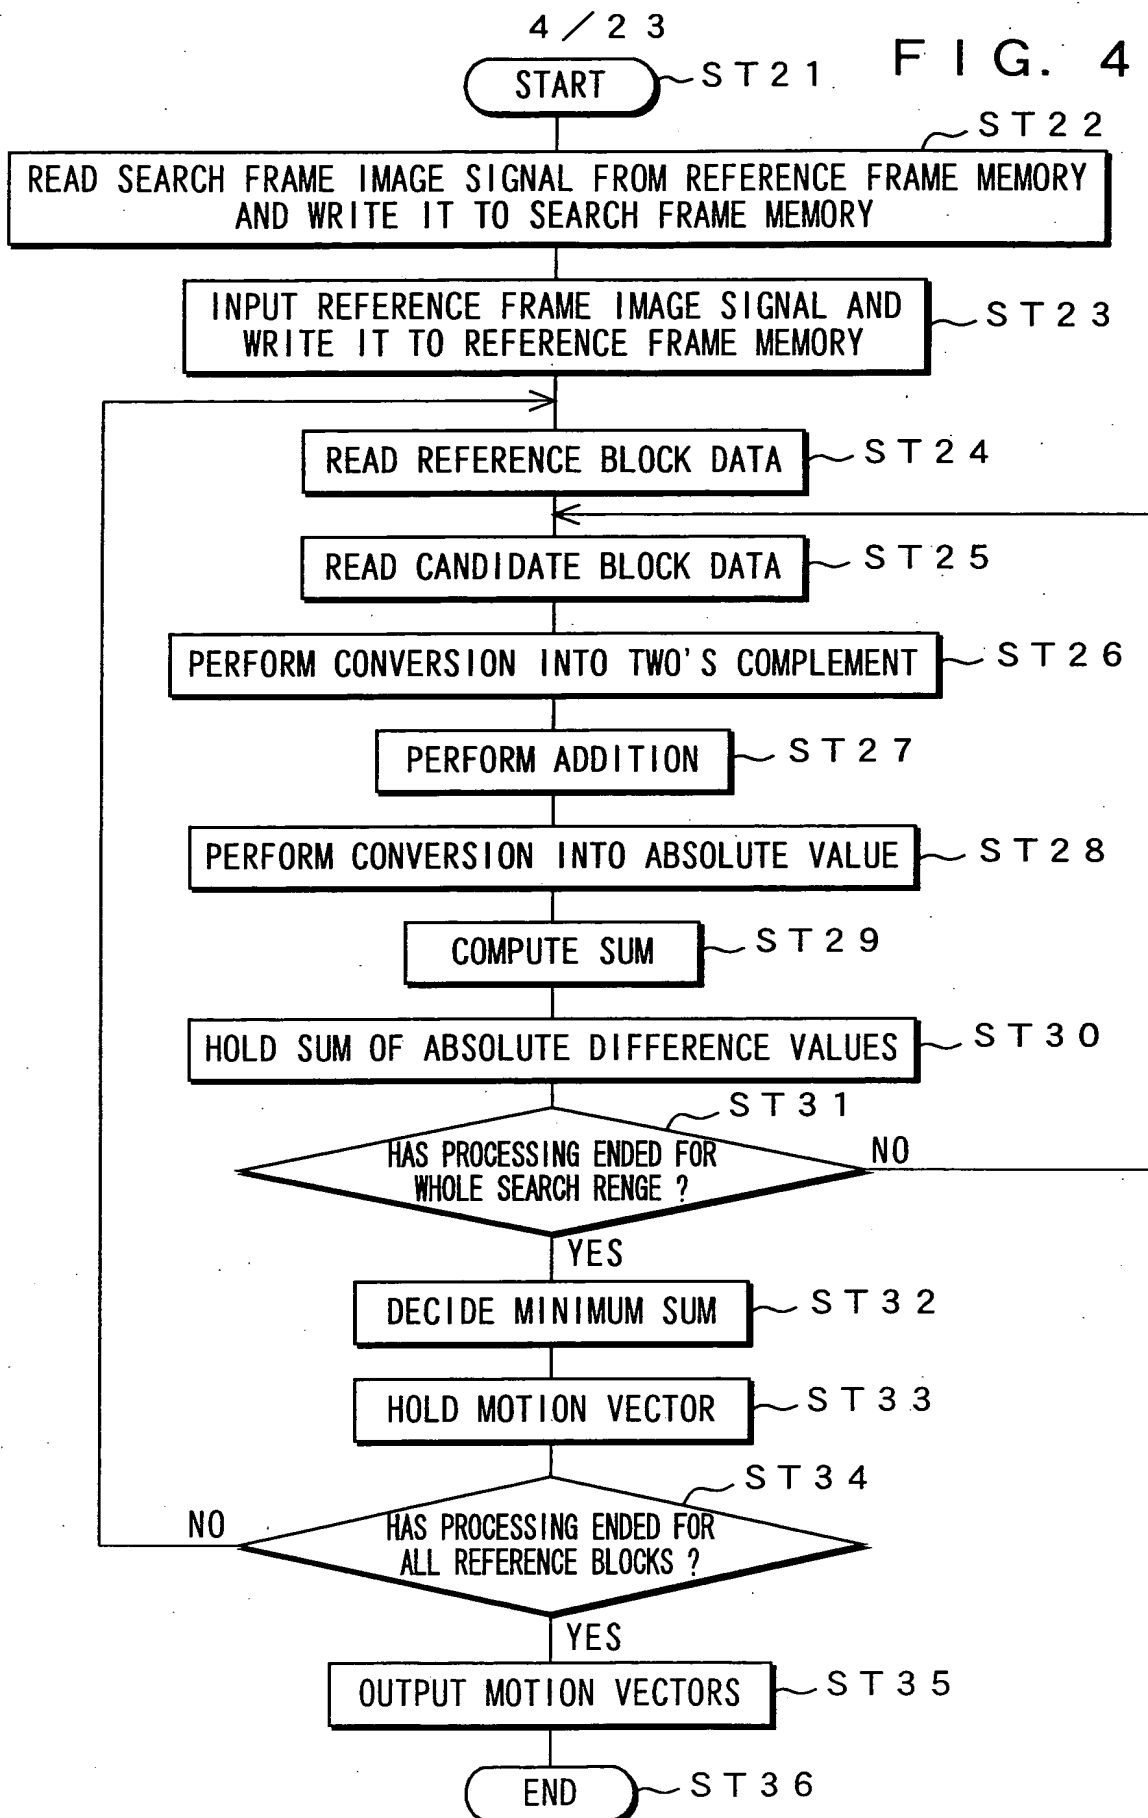 4/23
FIG. 4
START
ST21
ST22
READ SEARCH FRAME IMAGE SIGNAL FROM REFERENCE FRAME MEMORY
AND WRITE IT TO SEARCH FRAME MEMORY
INPUT REFERENCE FRAME IMAGE SIGNAL AND
WRITE IT TO REFERENCE FRAME MEMORY
ST23
READ REFERENCE BLOCK DATA
ST24
READ CANDIDATE BLOCK DATA
ST25
PERFORM CONVERSION INTO TWO'S COMPLEMENT
ST26
PERFORM ADDITION
ST27
PERFORM CONVERSION INTO ABSOLUTE VALUE
ST28
COMPUTE SUM
ST29
HOLD SUM OF ABSOLUTE DIFFERENCE VALUES
ST30
ST31
HAS PROCESSING ENDED FOR
WHOLE SEARCH RENGE ?
NO
YES
DECIDE MINIMUM SUM
ST32
HOLD MOTION VECTOR
ST33
ST34
HAS PROCESSING ENDED FOR
ALL REFERENCE BLOCKS ?
NO
YES
OUTPUT MOTION VECTORS
ST35
END
ST36